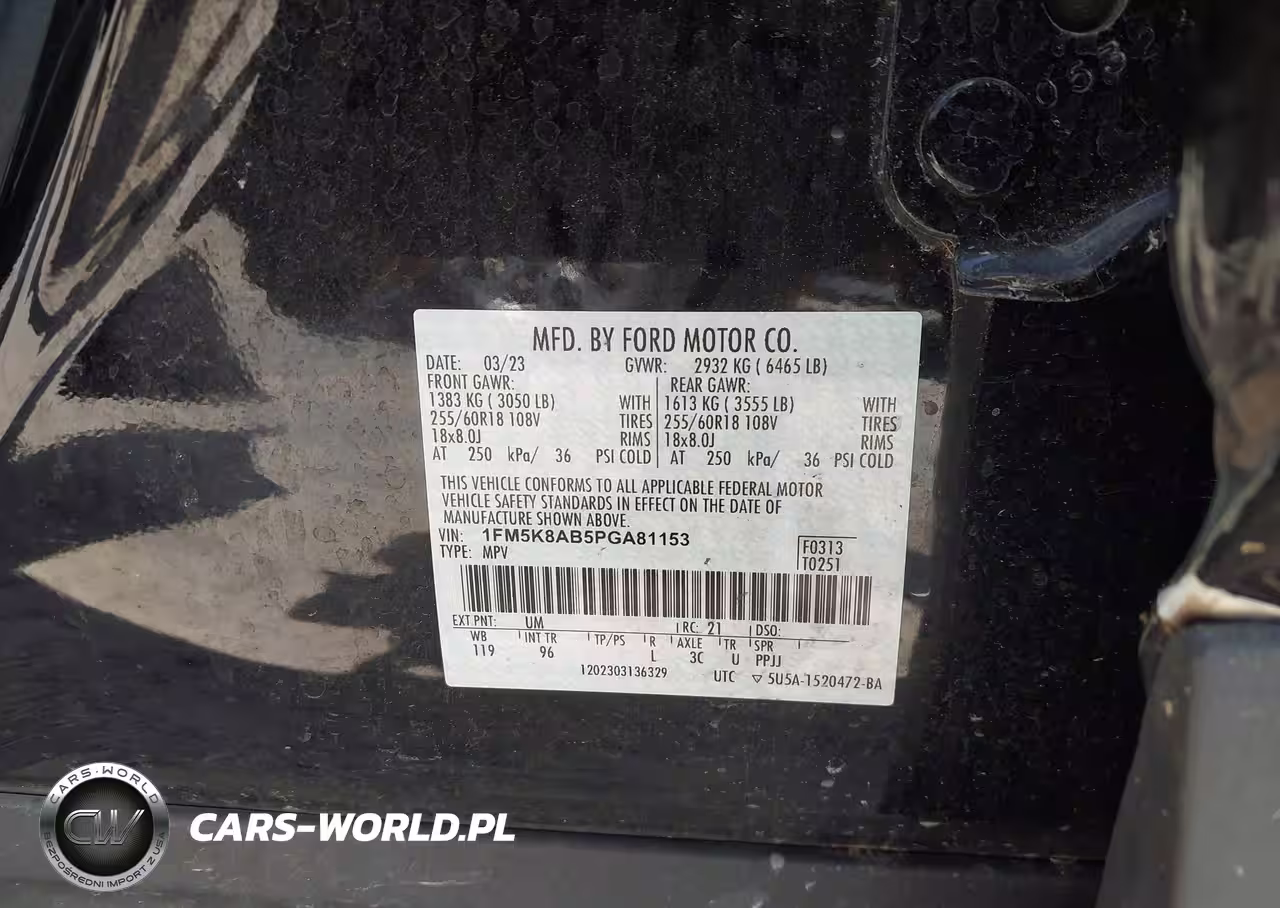 MFD. BY FORD MOTOR CO.
DATE: 03/23 GVWR: 2932 KG ( 6465 LB)
FRONT GAWR: REAR GAWR:
1383 KG ( 3050 LB) WITH 1613 KG ( 3555 LB) WITH
255/60R18 108V TIRES 255/60R18 108V TIRES
18x8.0J RIMS 18x8.0J RIMS
AT 250 kPa/ 36 PSI COLD AT 250 kPa/ 36 PSI COLD
THIS VEHICLE CONFORMS TO ALL APPLICABLE FEDERAL MOTOR
VEHICLE SAFETY STANDARDS IN EFFECT ON THE DATE OF
MANUFACTURE SHOWN ABOVE.
VIN: 1FM5K8AB5PGA81153
TYPE: MPV
F0313
T0251
EXT PNT: UM RC: 21 DSO:
WB INT TR TP/PS R AXLE TR SPR
119 96 L 3C U PPJJ
1202303136329 UTC ▽ 5U5A-1520472-BA
CARS-WORLD
CW
BEZPOŚREDNI IMPORT Z USA
CARS-WORLD.PL